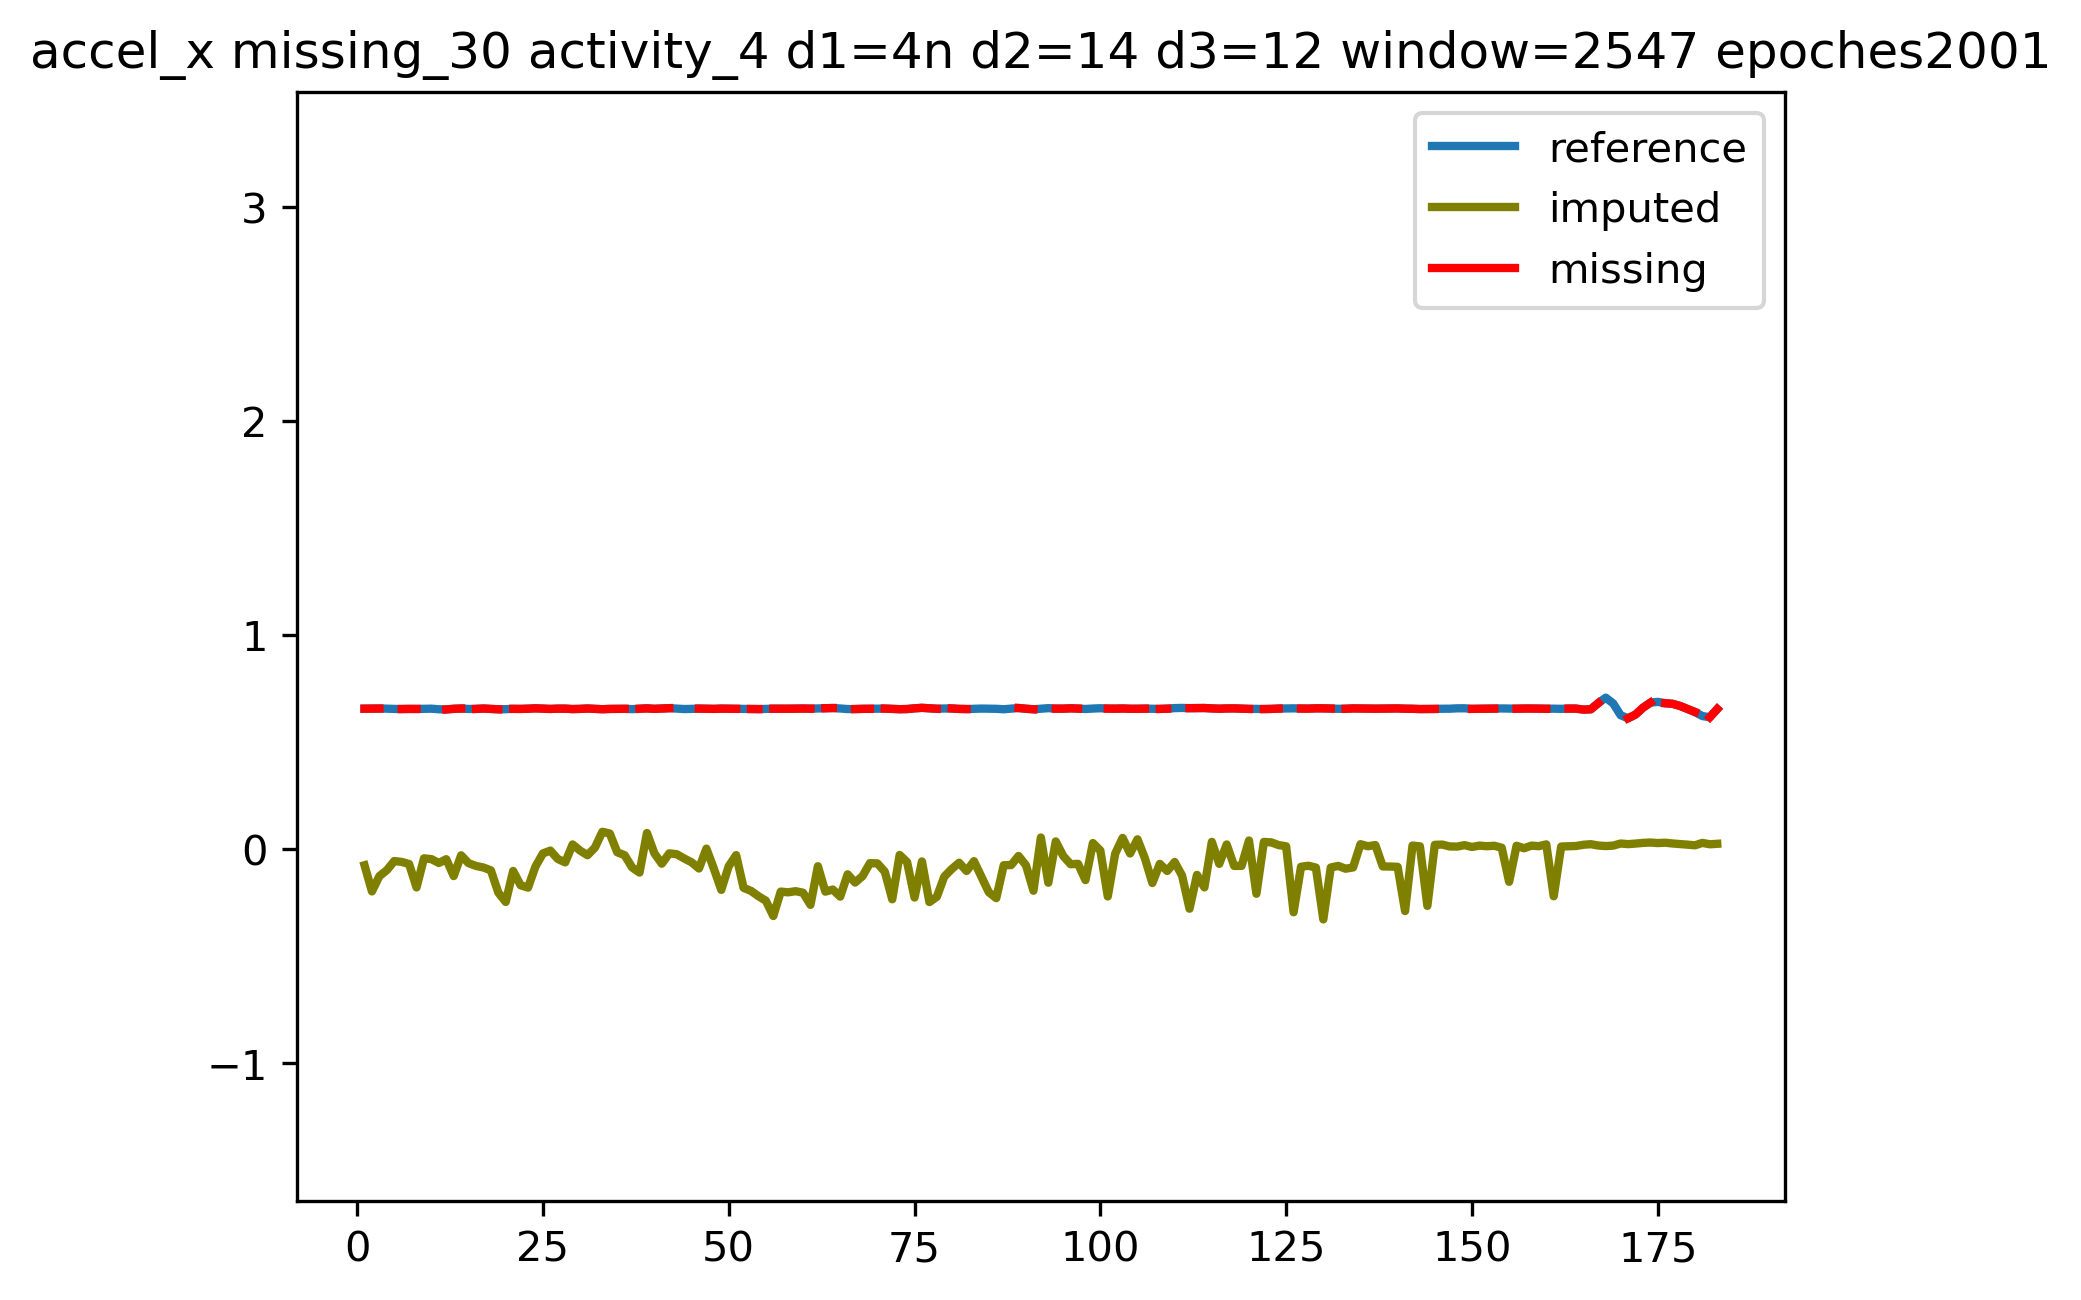 accel_x missing_30 activity_4 d1=4n d2=14 d3=12 window=2547 epoches2001
reference
imputed
missing
3
2
1
0
−1
0 25 50 75 100 125 150 175